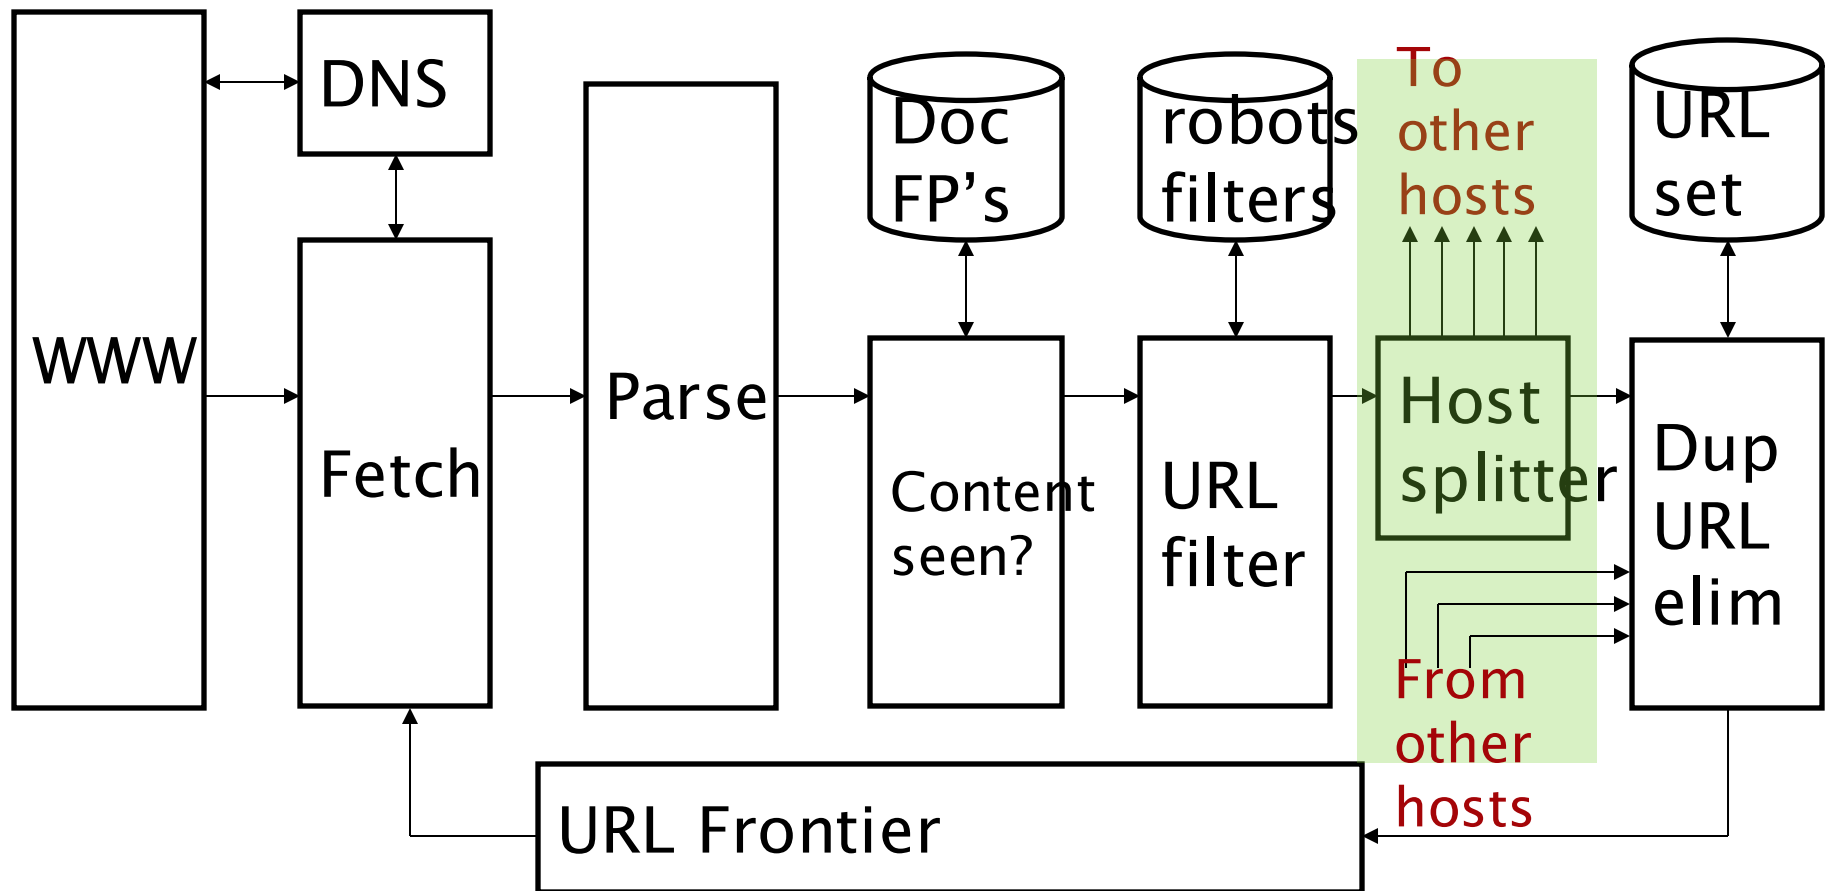 WWW
DNS
Fetch
Parse
Doc
FP’s
Content
seen?
robots
filters
URL
filter
To
other
hosts
Host
splitter
From
other
hosts
URL
set
Dup
URL
elim
URL Frontier